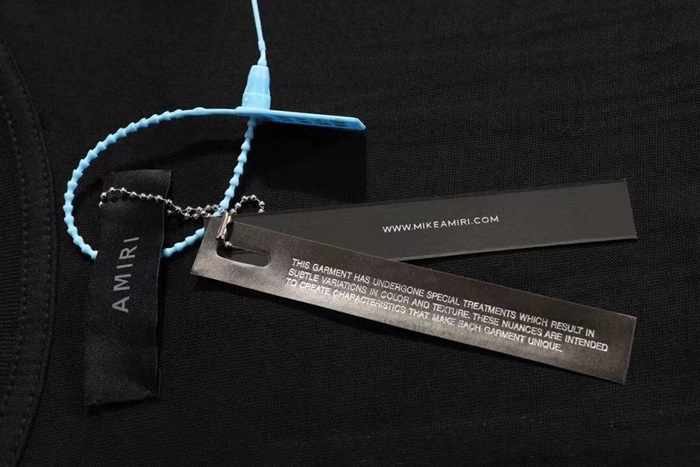 AMIRI
WWW.MIKEAMIRI.COM
THIS GARMENT HAS UNDERGONE SPECIAL TREATMENTS WHICH RESULT IN
SUBTLE VARIATIONS IN COLOR AND TEXTURE. THESE NUANCES ARE INTENDED
TO CREATE CHARACTERISTICS THAT MAKE EACH GARMENT UNIQUE.